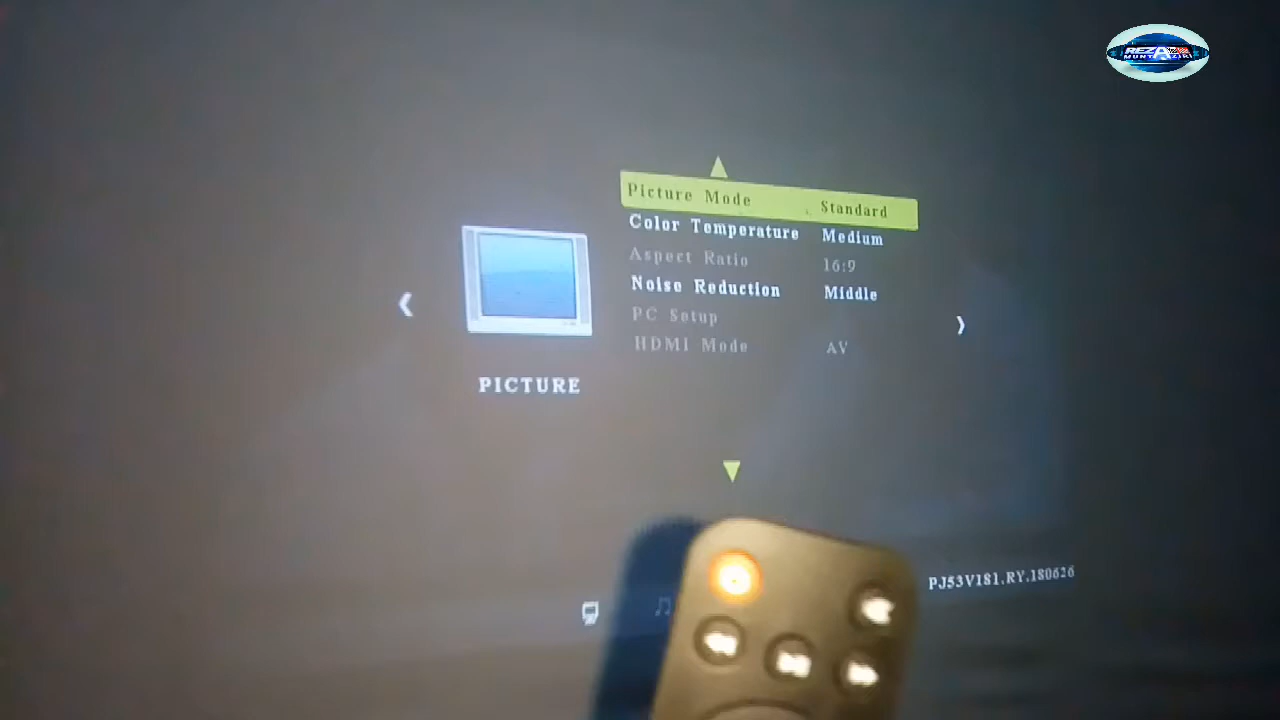 REZA
Picture Mode Standard
Color Temperature Medium
Aspect Ratio 16:9
Noise Reduction Middle
PC Setup
HDMI Mode AV
PICTURE
PJ53V181.RY.180626